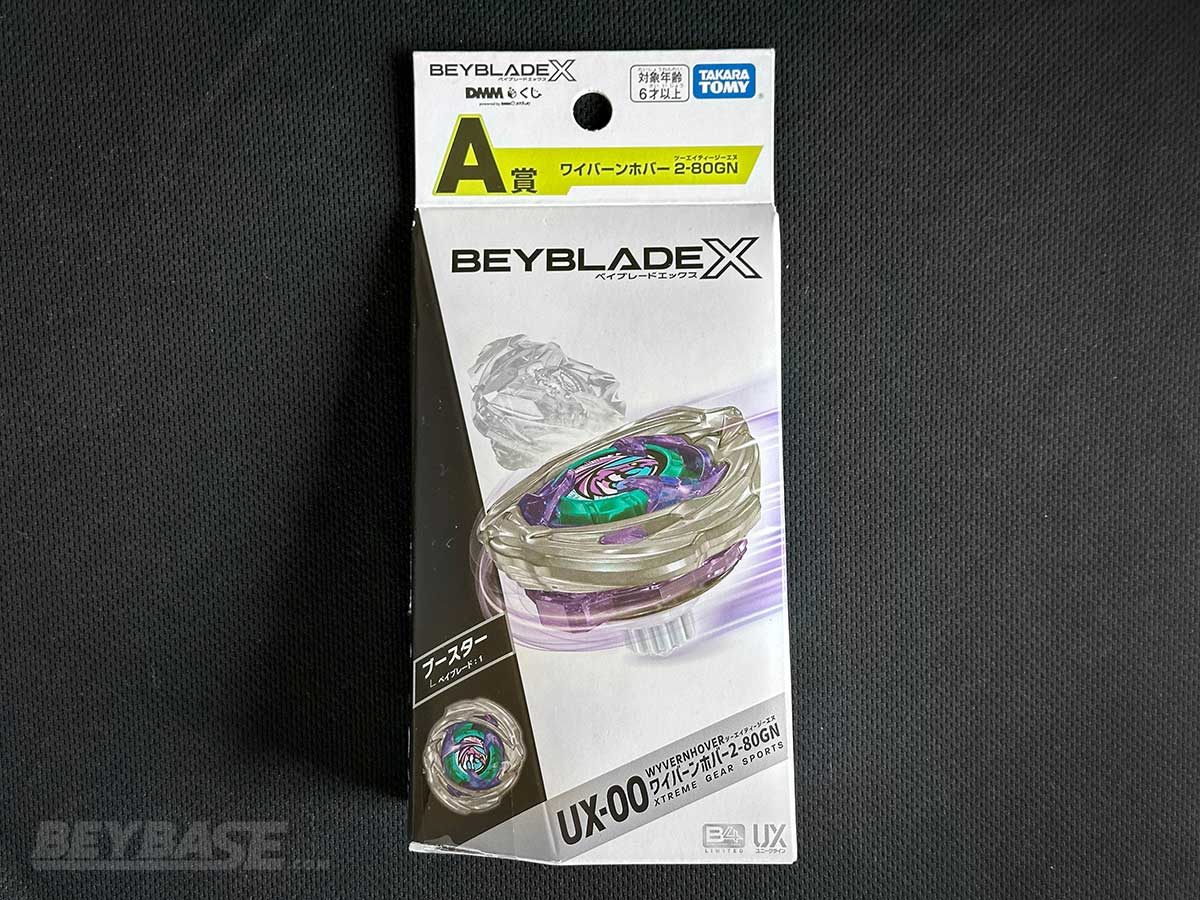 BEYBLADE X
ベイブレードエックス
DMMくじ
対象年齢
6才以上
TAKARA
TOMY
A賞
ツーエイティージーエヌ
ワイバーンホバー 2-80GN
BEYBLADE X
ベイブレードエックス
ブースター
ベイブレード:1
UX-00
WYVERNHOVER
ツーエイティージーエヌ
ワイバーンホバー2-80GN
XTREME GEAR SPORTS
B4
LIMITED
UX
ユニークライン
BEYBASE